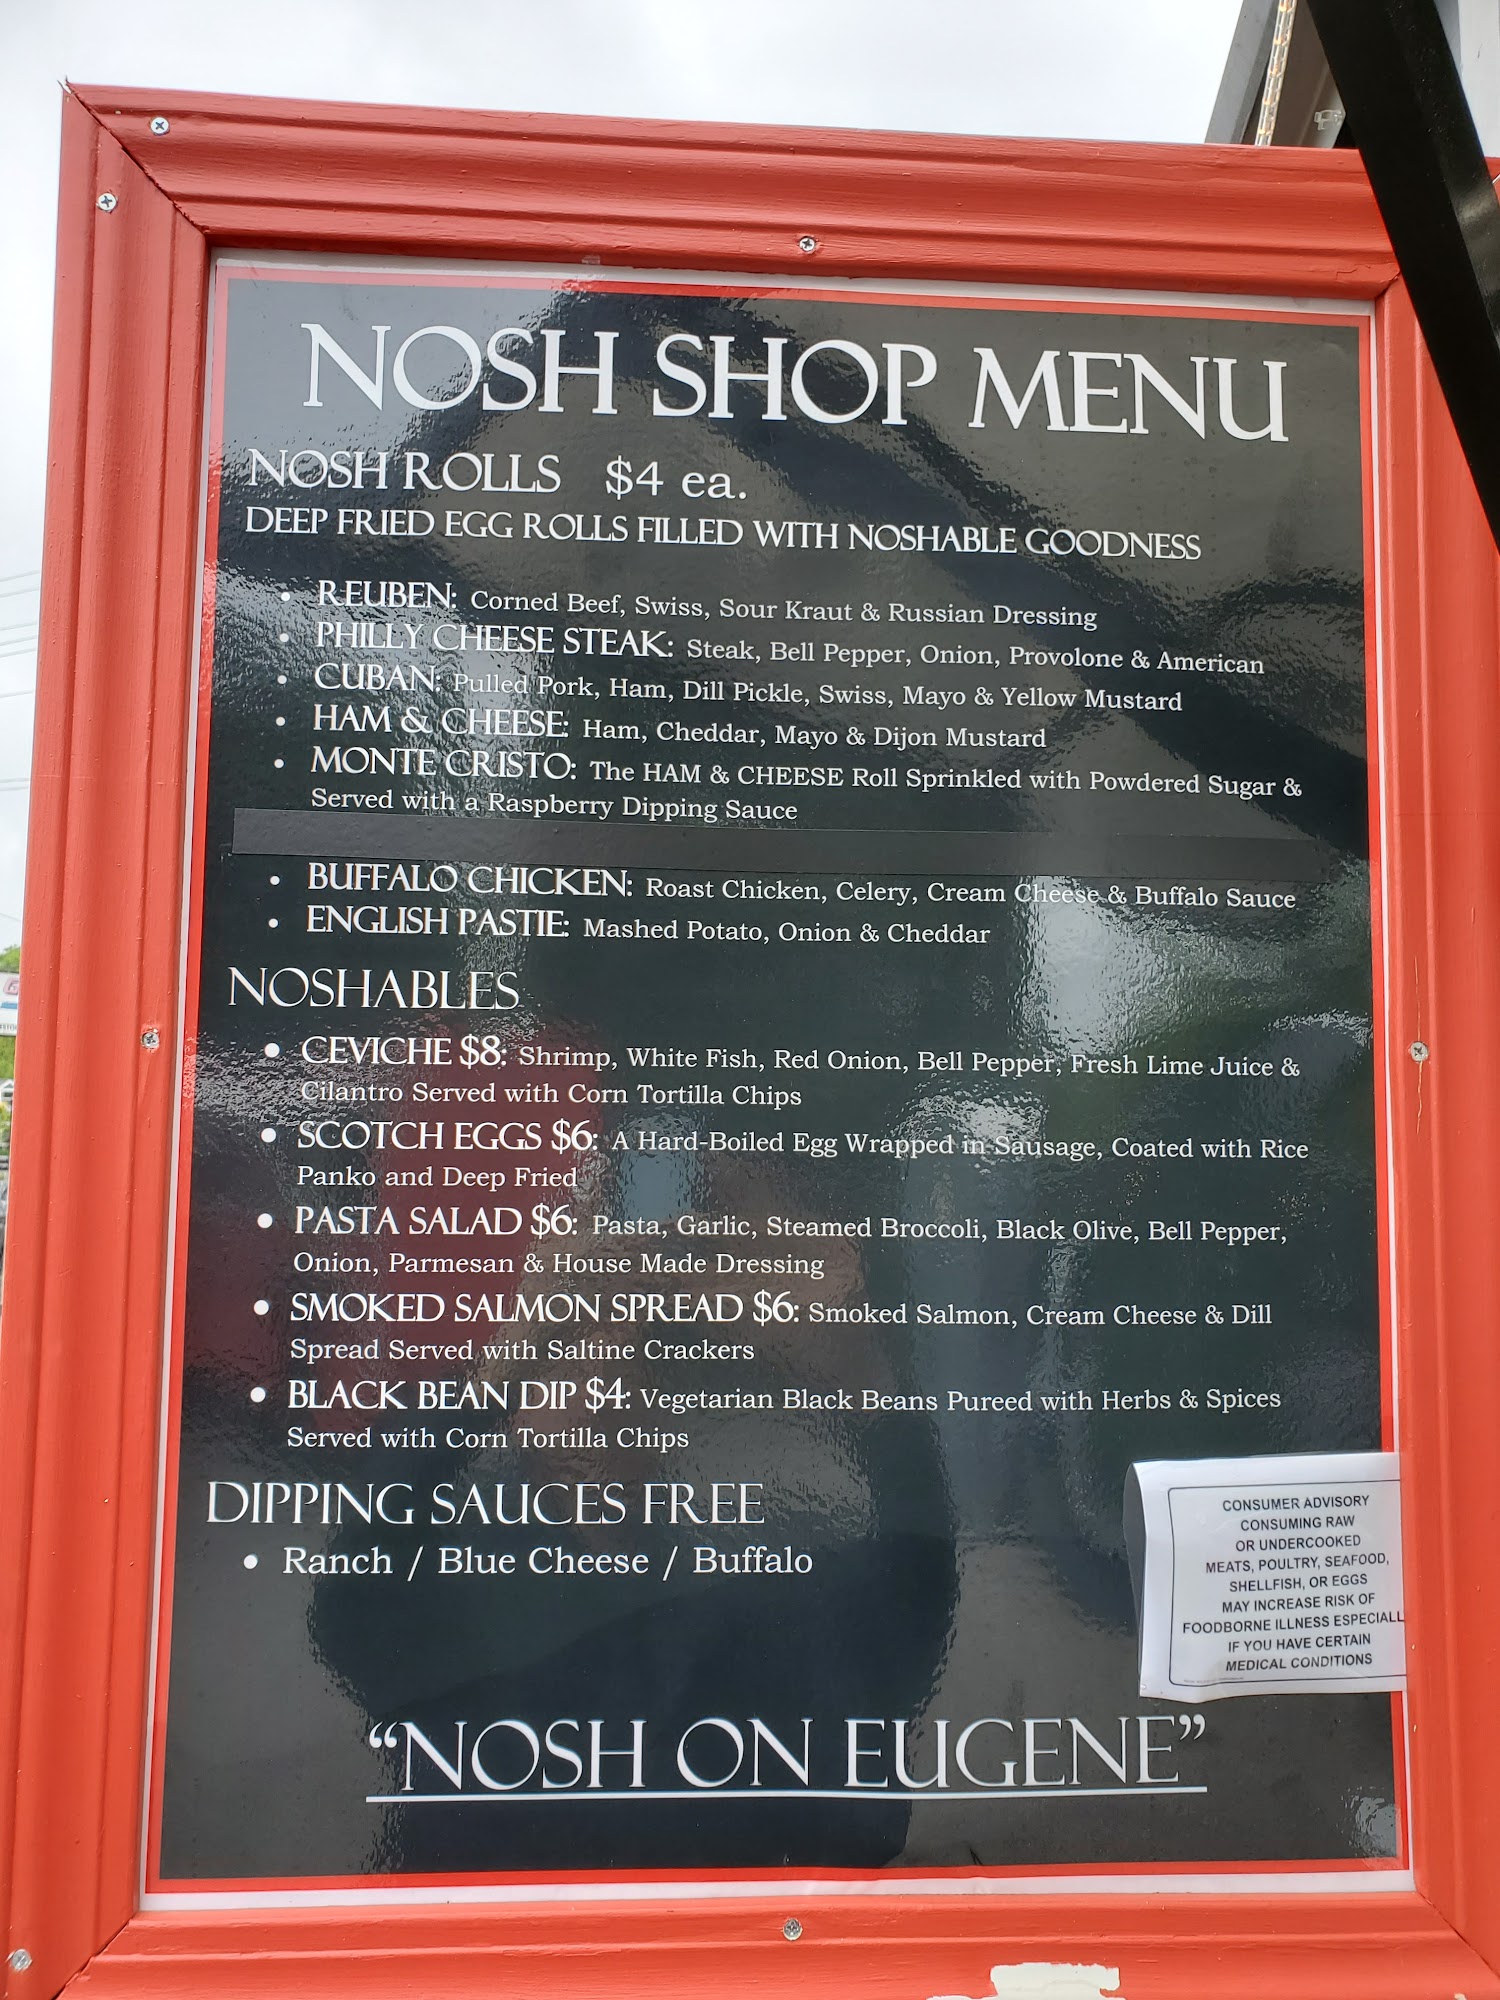 NOSH SHOP MENU
NOSH ROLLS $4 ea.
DEEP FRIED EGG ROLLS FILLED WITH NOSHABLE GOODNESS
• REUBEN: Corned Beef, Swiss, Sour Kraut & Russian Dressing
• PHILLY CHEESE STEAK: Steak, Bell Pepper, Onion, Provolone & American
• CUBAN: Pulled Pork, Ham, Dill Pickle, Swiss, Mayo & Yellow Mustard
• HAM & CHEESE: Ham, Cheddar, Mayo & Dijon Mustard
• MONTE CRISTO: The HAM & CHEESE Roll Sprinkled with Powdered Sugar &
Served with a Raspberry Dipping Sauce
• BUFFALO CHICKEN: Roast Chicken, Celery, Cream Cheese & Buffalo Sauce
• ENGLISH PASTIE: Mashed Potato, Onion & Cheddar
NOSHABLES
• CEVICHE $8: Shrimp, White Fish, Red Onion, Bell Pepper, Fresh Lime Juice &
Cilantro Served with Corn Tortilla Chips
• SCOTCH EGGS $6: A Hard-Boiled Egg Wrapped in Sausage, Coated with Rice
Panko and Deep Fried
• PASTA SALAD $6: Pasta, Garlic, Steamed Broccoli, Black Olive, Bell Pepper,
Onion, Parmesan & House Made Dressing
• SMOKED SALMON SPREAD $6: Smoked Salmon, Cream Cheese & Dill
Spread Served with Saltine Crackers
• BLACK BEAN DIP $4: Vegetarian Black Beans Pureed with Herbs & Spices
Served with Corn Tortilla Chips
DIPPING SAUCES FREE
• Ranch / Blue Cheese / Buffalo
CONSUMER ADVISORY
CONSUMING RAW
OR UNDERCOOKED
MEATS, POULTRY, SEAFOOD,
SHELLFISH, OR EGGS
MAY INCREASE RISK OF
FOODBORNE ILLNESS ESPECIALL
IF YOU HAVE CERTAIN
MEDICAL CONDITIONS
"NOSH ON EUGENE"